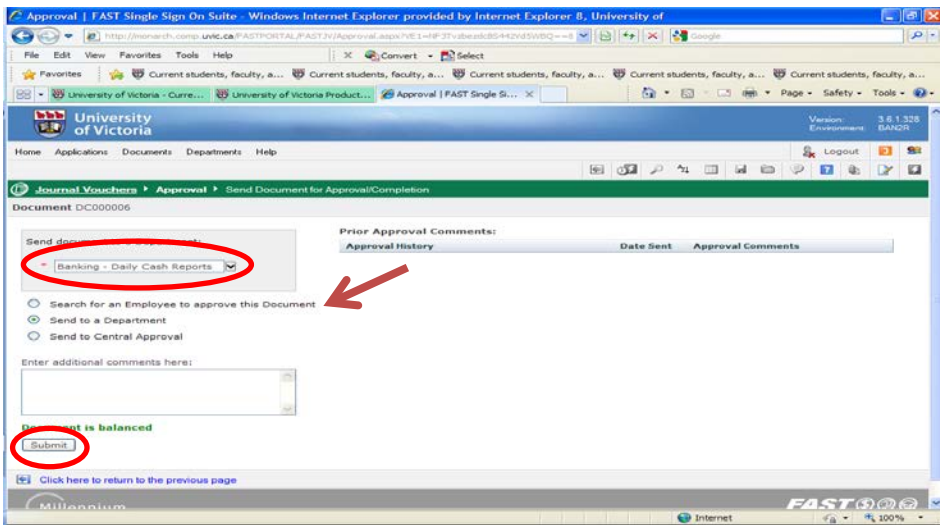 Approval | FAST Single Sign On Suite - Windows Internet Explorer provided by Internet Explorer 8, University of
Google
File Edit View Favorites Tools Help
Convert
Select
Favorites
Current students, faculty, a... Current students, faculty, a... Current students, faculty, a... Current students, faculty, a... Current students, faculty, a...
University of Victoria - Curre... University of Victoria Product... Approval | FAST Single Si...
Page Safety Tools
University
of Victoria
Version: 3.6.1.328
Environment: BAN2R
Home Applications Documents Departments Help
Logout
Journal Vouchers Approval Send Document for Approval/Completion
Document DC000006
Prior Approval Comments:
Approval History Date Sent Approval Comments
* Banking - Daily Cash Reports
Search for an Employee to approve this Document
Send to a Department
Send to Central Approval
Enter additional comments here:
Document is balanced
Submit
Click here to return to the previous page
Millennium
FAST
Internet
100%